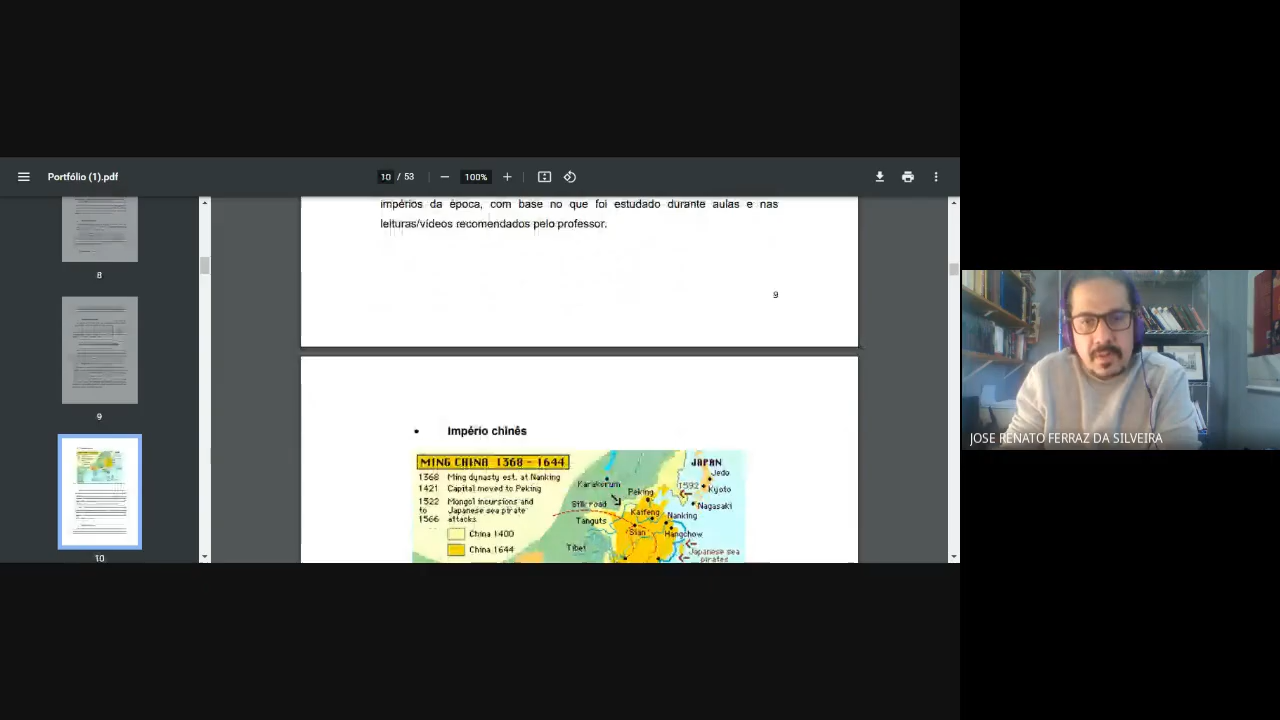 Portfólio (1).pdf
10 / 53
100%
8
9
10
impérios da época, com base no que foi estudado durante aulas e nas
leituras/vídeos recomendados pelo professor.
9
• Império chinês
MING CHINA 1368 - 1644
1368 Ming dynasty est. at Nanking
1421 Capital moved to Peking
1522 Mongol incursions and
to Japanese sea pirate
1566 attacks
China 1400
China 1644
JAPAN
Jedo
Karakorum
1592
Kyoto
Peking
Silk road
Nagasaki
Kaifeng
Nanking
Tanguts
Sian
Hangchow
Tibet
Japanese sea
pirates
JOSE RENATO FERRAZ DA SILVEIRA